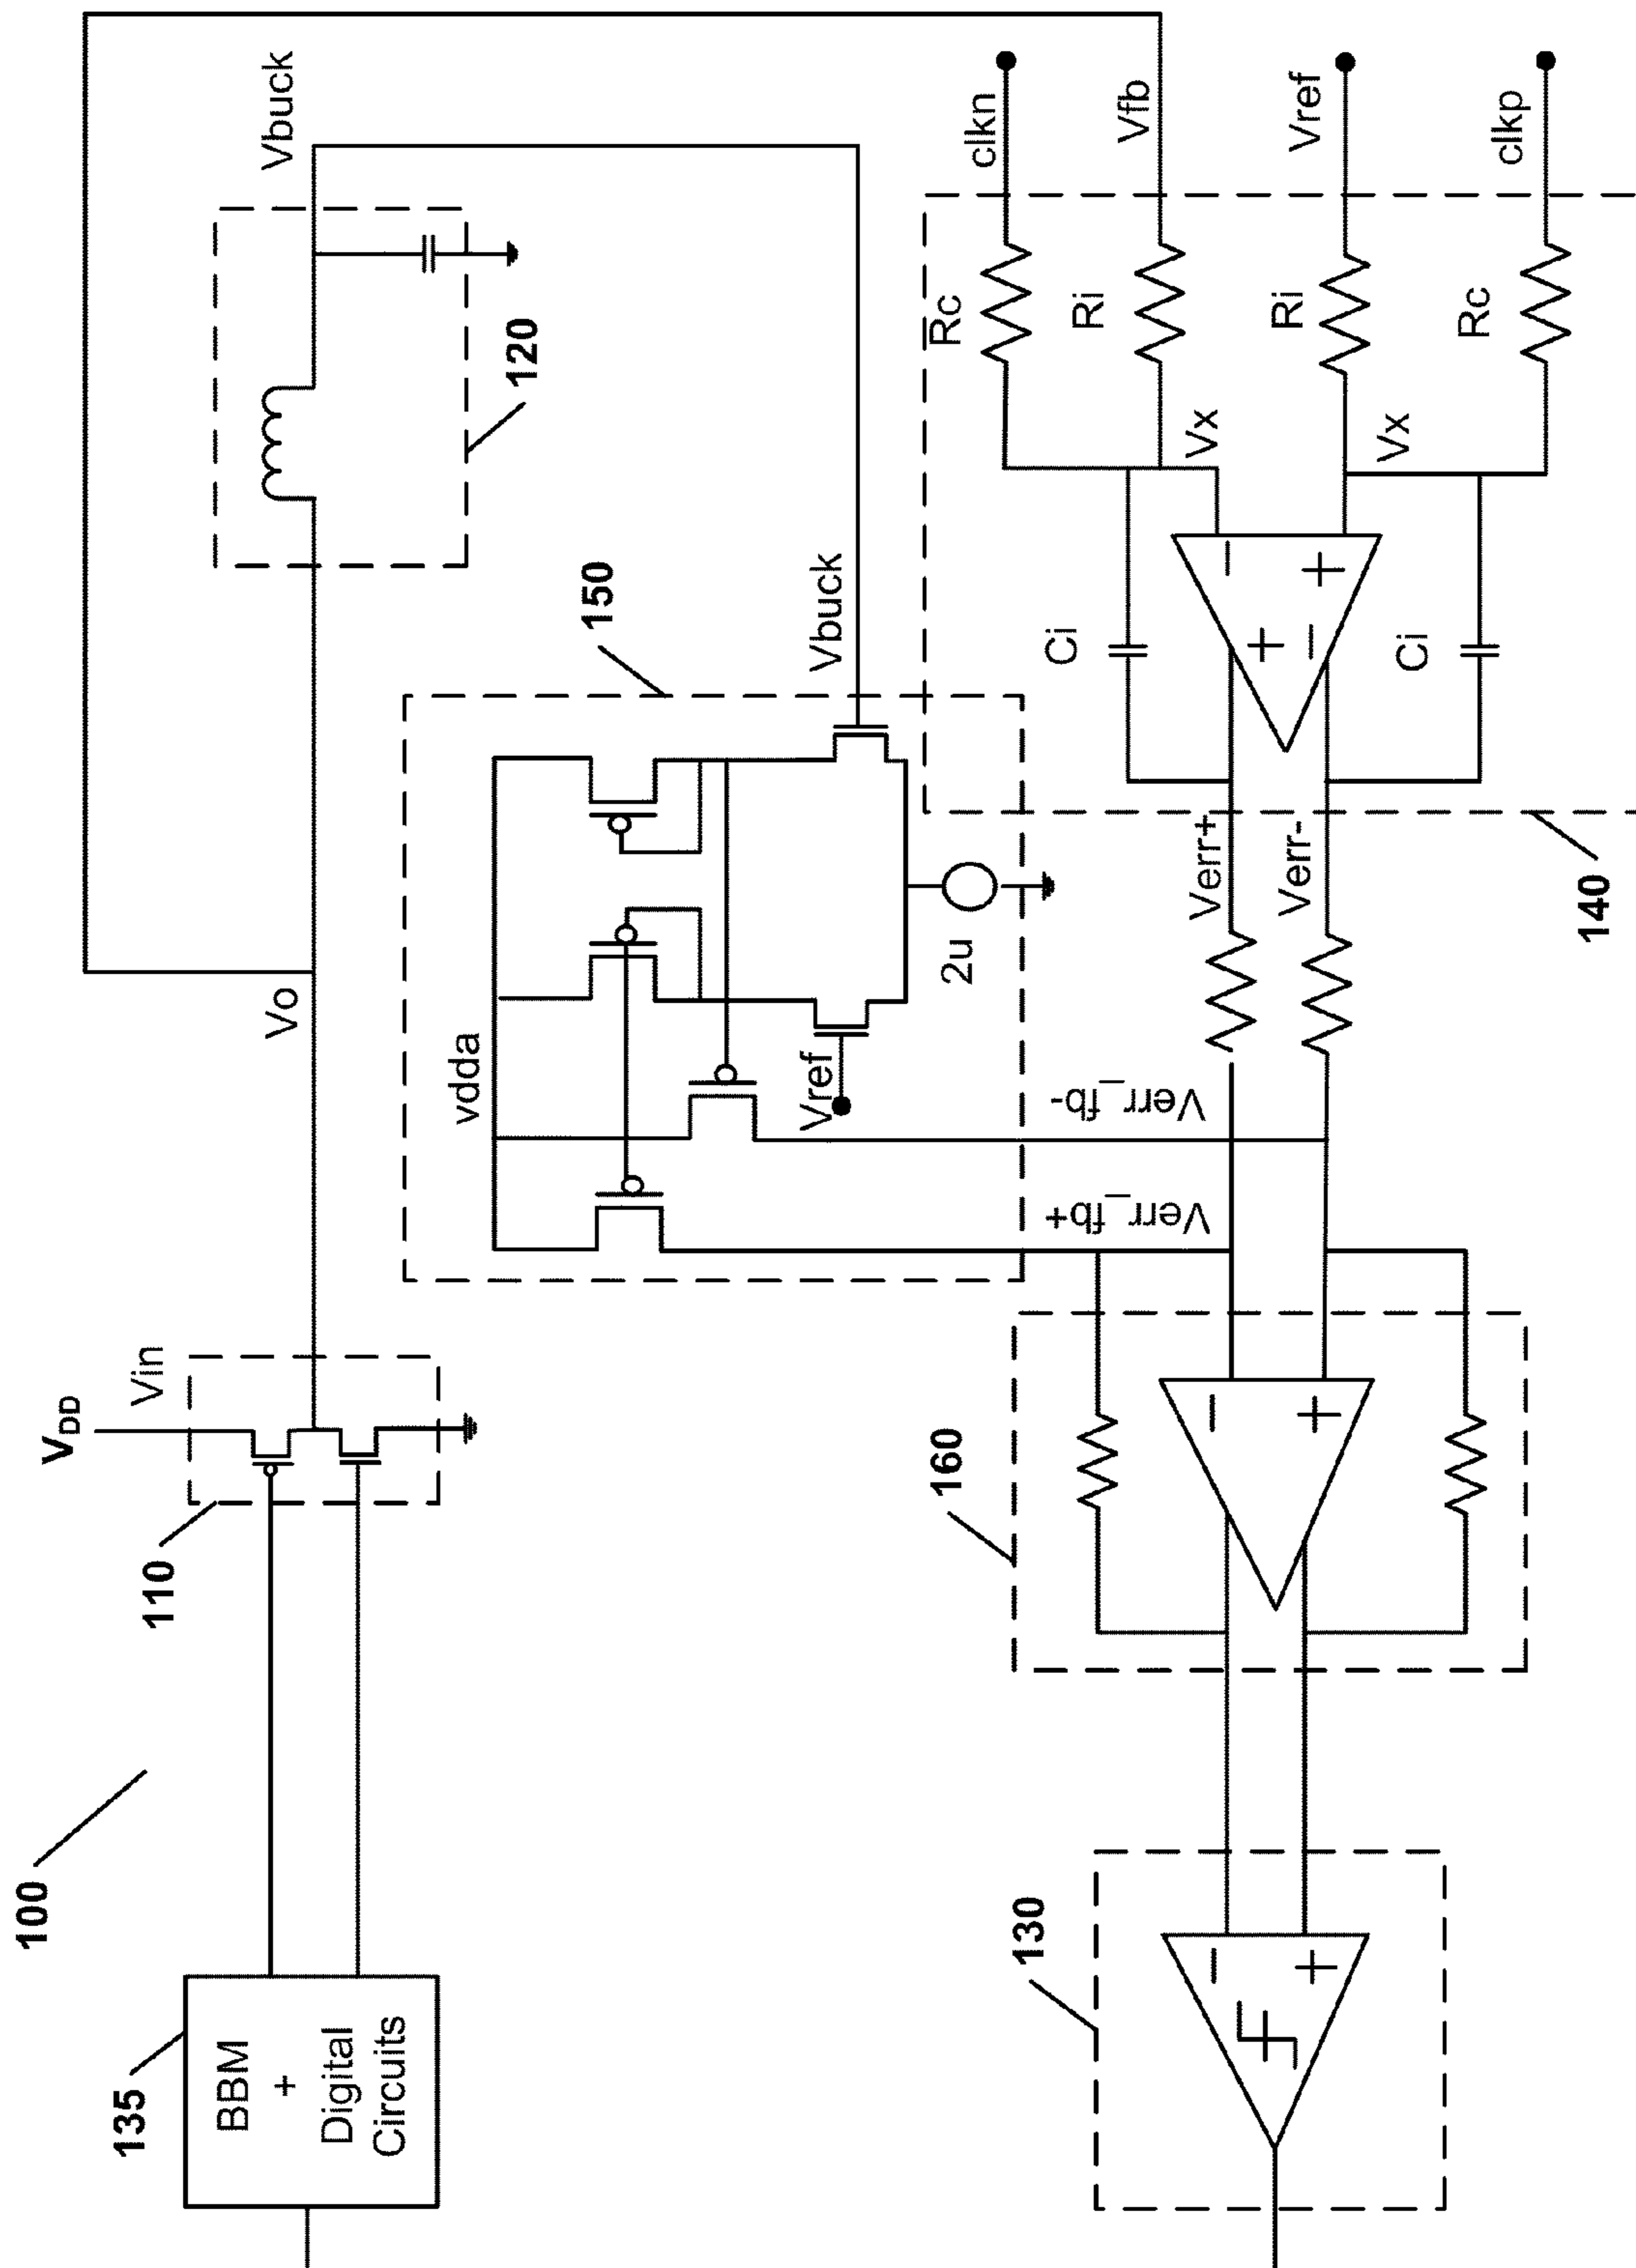 100
135
BBM
+
Digital
Circuits
110
VDD
Vin
Vo
120
Vbuck
150
vdda
Vref
2u
Vbuck
Verr_fb+
Verr_fb-
130
-
+
160
-
+
Verr+
Verr-
140
Ci
Ci
+
-
-
+
Vx
Vx
Rc
Ri
Ri
Rc
clkn
Vfb
Vref
clkp